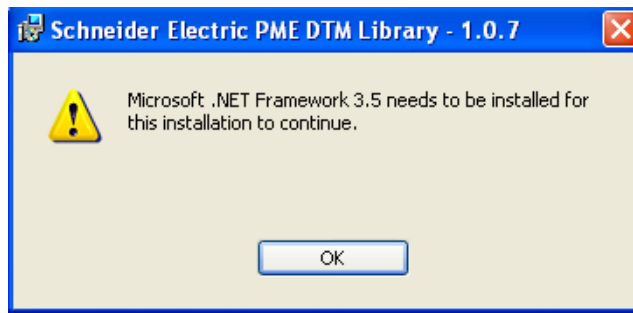 Schneider Electric PME DTM Library - 1.0.7
Microsoft .NET Framework 3.5 needs to be installed for
this installation to continue.
OK